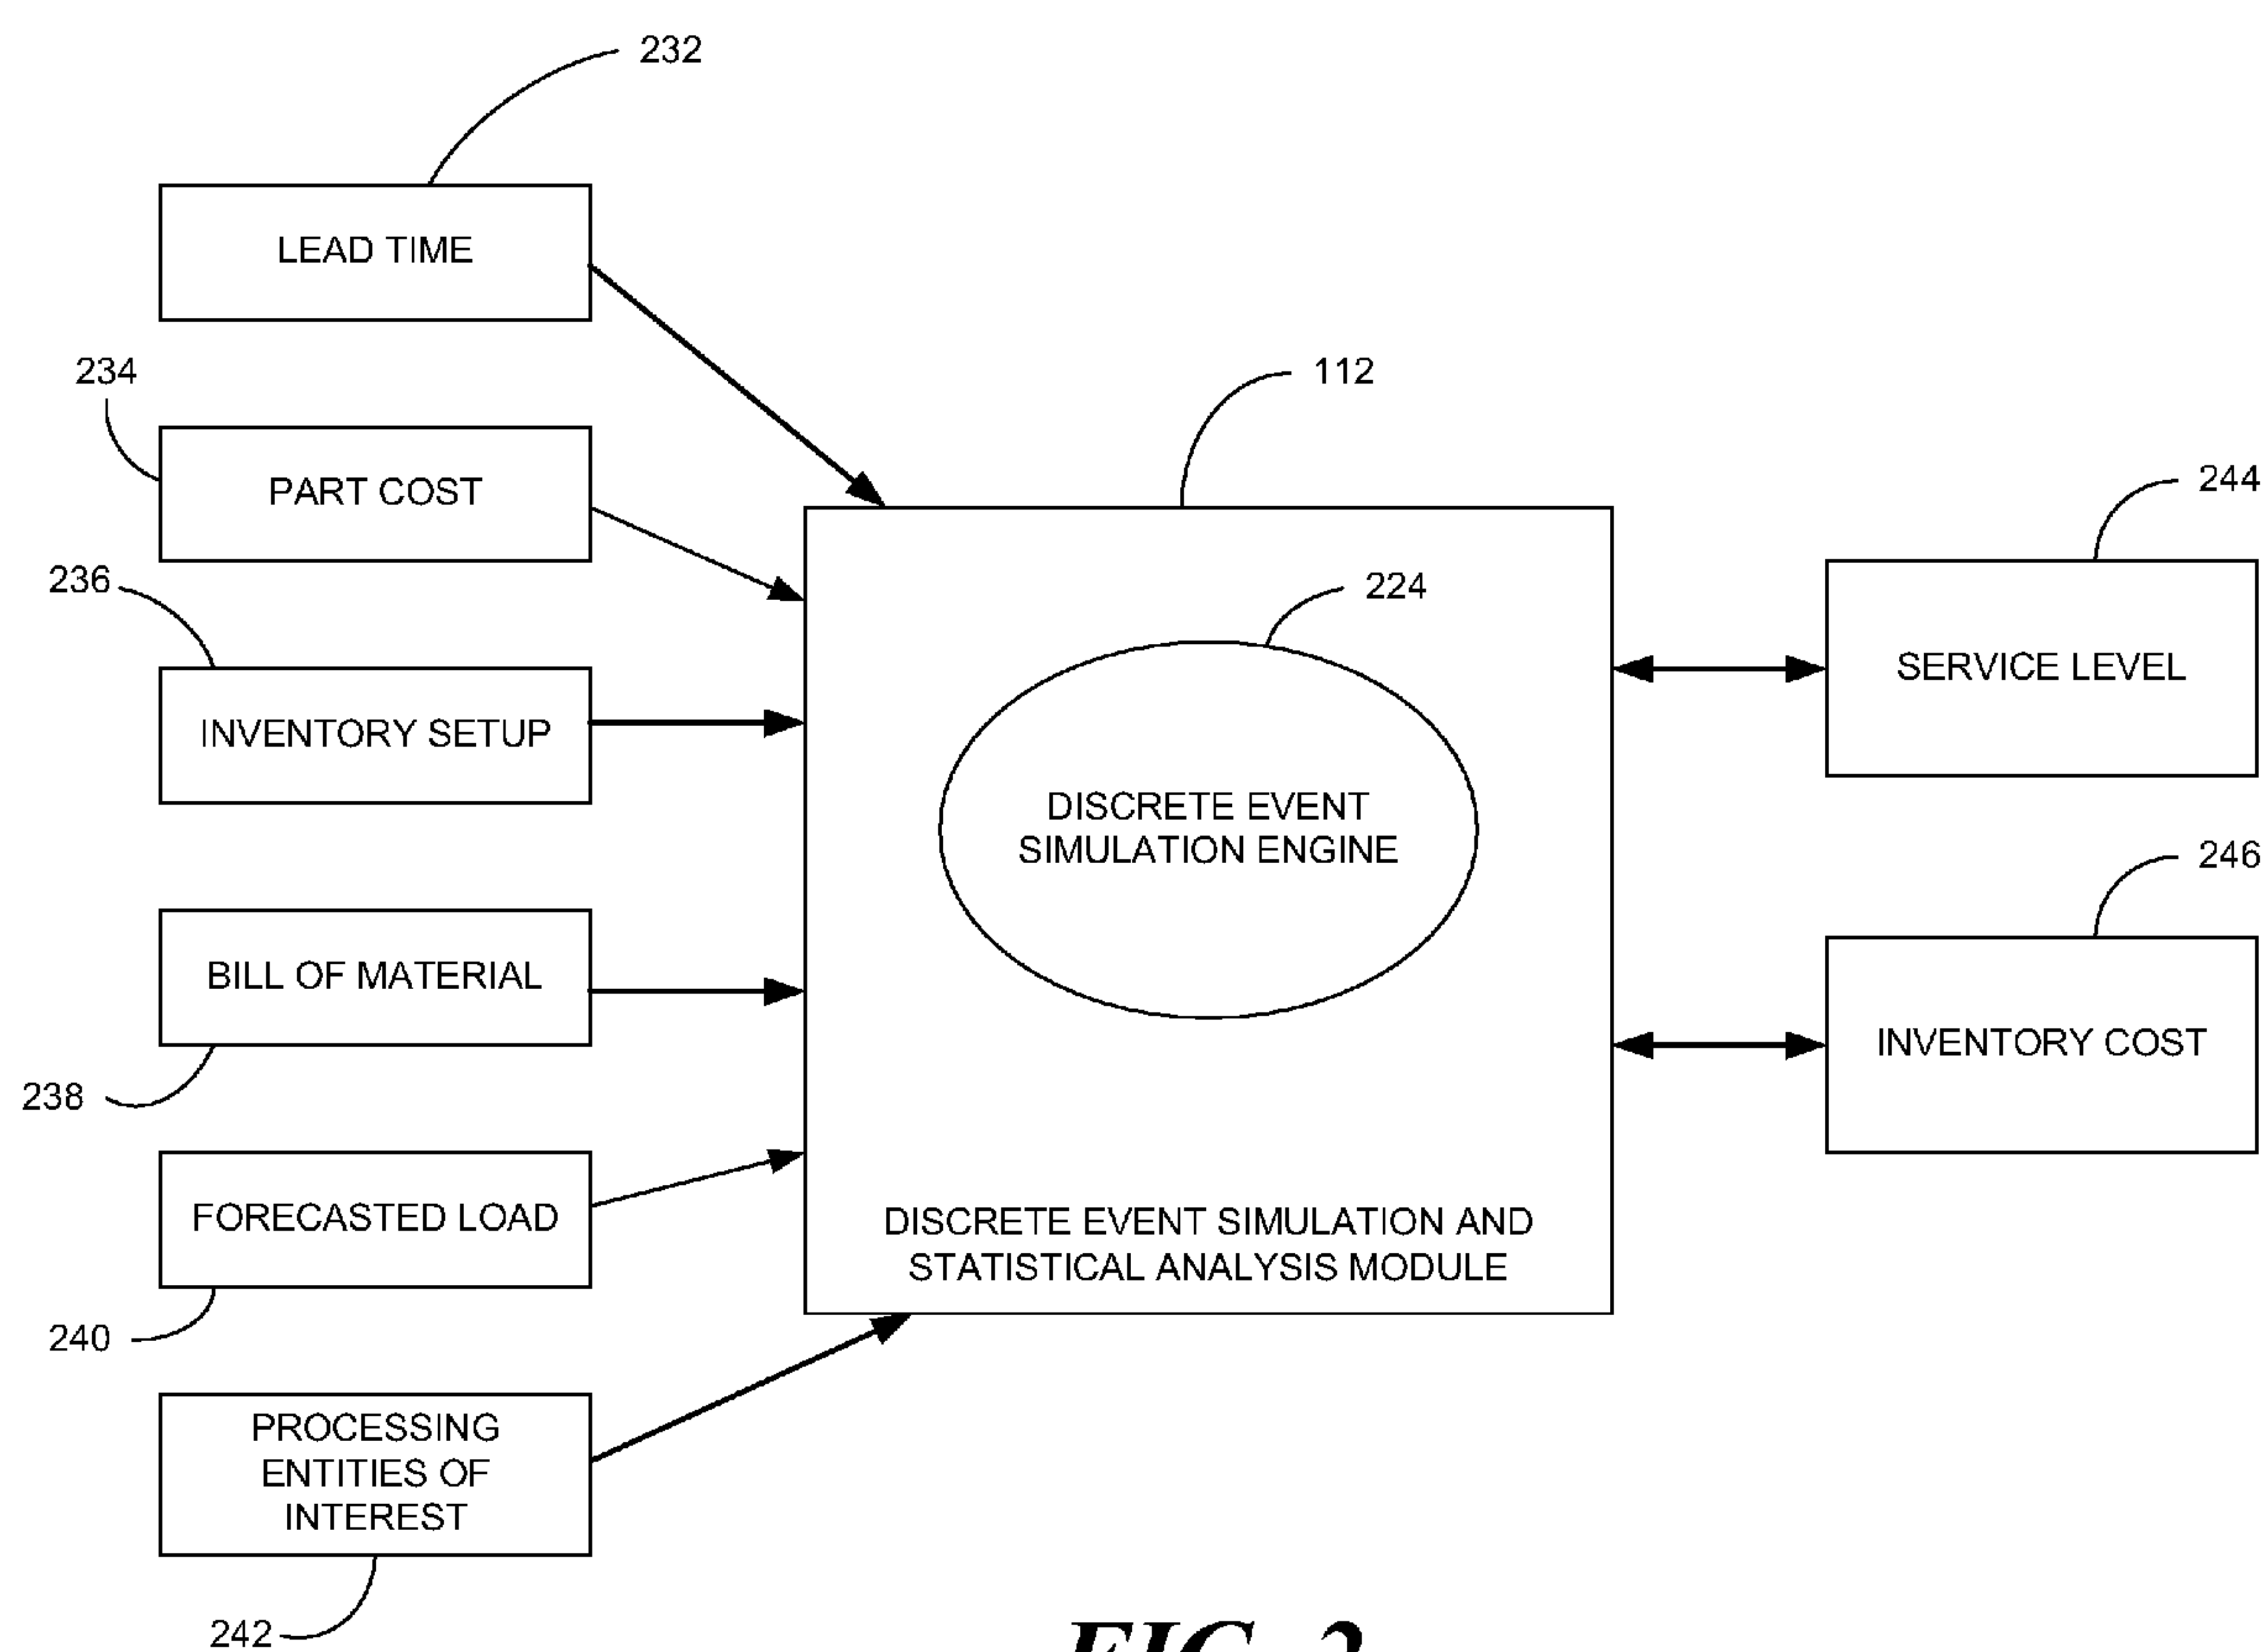 232
LEAD TIME
234
PART COST
112
236
INVENTORY SETUP
224
244
DISCRETE EVENT
SIMULATION ENGINE
SERVICE LEVEL
246
BILL OF MATERIAL
INVENTORY COST
238
FORECASTED LOAD
DISCRETE EVENT SIMULATION AND
STATISTICAL ANALYSIS MODULE
240
PROCESSING
ENTITIES OF
INTEREST
242
FIG. 2